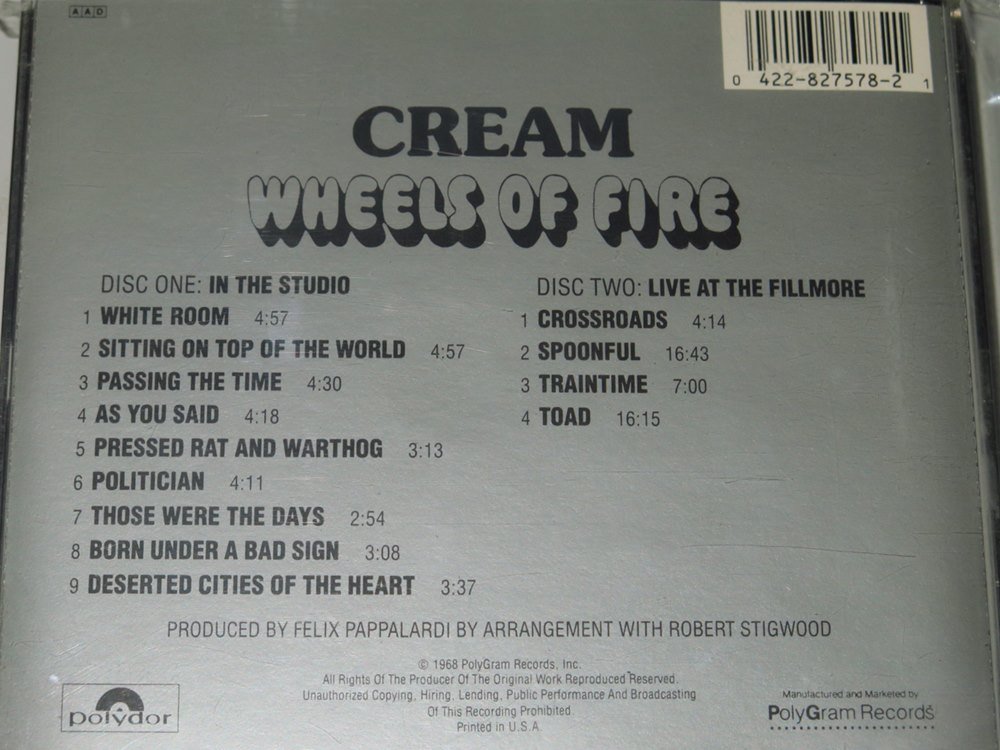 AAD
0 422-827578-2 1
CREAM
WHEELS OF FIRE
DISC ONE: IN THE STUDIO
1 WHITE ROOM 4:57
2 SITTING ON TOP OF THE WORLD 4:57
3 PASSING THE TIME 4:30
4 AS YOU SAID 4:18
5 PRESSED RAT AND WARTHOG 3:13
6 POLITICIAN 4:11
7 THOSE WERE THE DAYS 2:54
8 BORN UNDER A BAD SIGN 3:08
9 DESERTED CITIES OF THE HEART 3:37
DISC TWO: LIVE AT THE FILLMORE
1 CROSSROADS 4:14
2 SPOONFUL 16:43
3 TRAINTIME 7:00
4 TOAD 16:15
PRODUCED BY FELIX PAPPALARDI BY ARRANGEMENT WITH ROBERT STIGWOOD
© 1968 PolyGram Records, Inc.
All Rights Of The Producer Of The Original Work Reproduced Reserved.
Unauthorized Copying, Hiring, Lending, Public Performance And Broadcasting
Of This Recording Prohibited.
Printed in U.S.A.
polydor
Manufactured and Marketed by
PolyGram Records